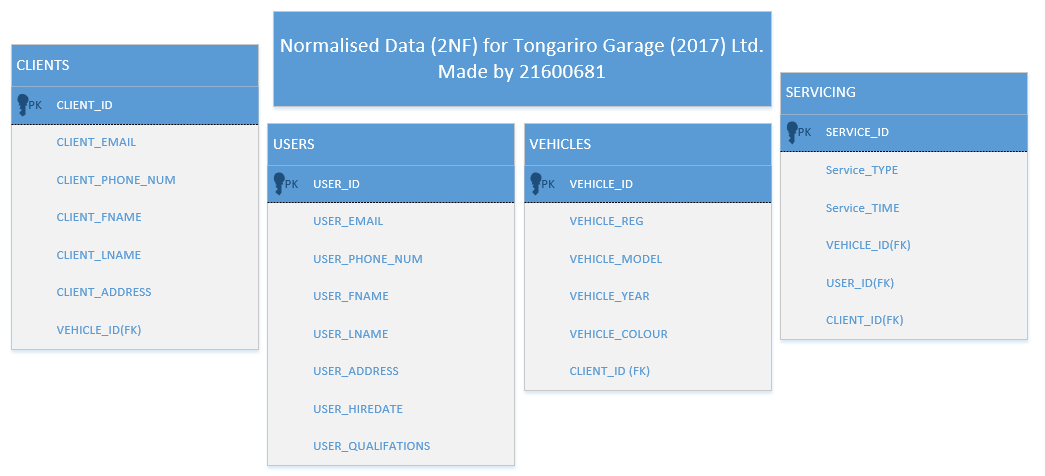 Normalised Data (2NF) for Tongariro Garage (2017) Ltd.
Made by 21600681
CLIENTS
PK CLIENT_ID
CLIENT_EMAIL
CLIENT_PHONE_NUM
CLIENT_FNAME
CLIENT_LNAME
CLIENT_ADDRESS
VEHICLE_ID(FK)
USERS
PK USER_ID
USER_EMAIL
USER_PHONE_NUM
USER_FNAME
USER_LNAME
USER_ADDRESS
USER_HIREDATE
USER_QUALIFATIONS
VEHICLES
PK VEHICLE_ID
VEHICLE_REG
VEHICLE_MODEL
VEHICLE_YEAR
VEHICLE_COLOUR
CLIENT_ID (FK)
SERVICING
PK SERVICE_ID
Service_TYPE
Service_TIME
VEHICLE_ID(FK)
USER_ID(FK)
CLIENT_ID(FK)